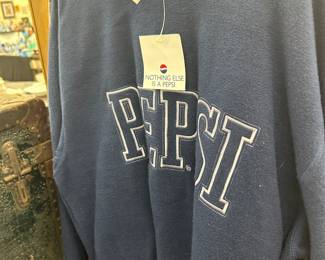 NOTHING ELSE
IS A PEPSI
PEPSI
®